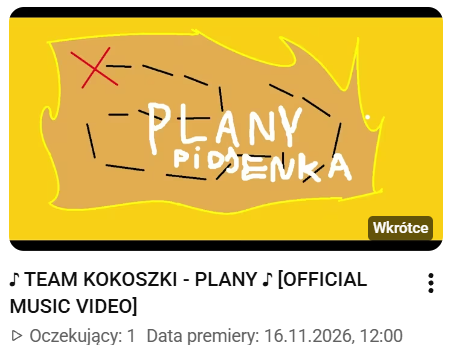 PLANY
PIOSENKA
Wkrótce
♪ TEAM KOKOSZKI - PLANY ♪ [OFFICIAL
MUSIC VIDEO]
Oczekujący: 1 Data premiery: 16.11.2026, 12:00